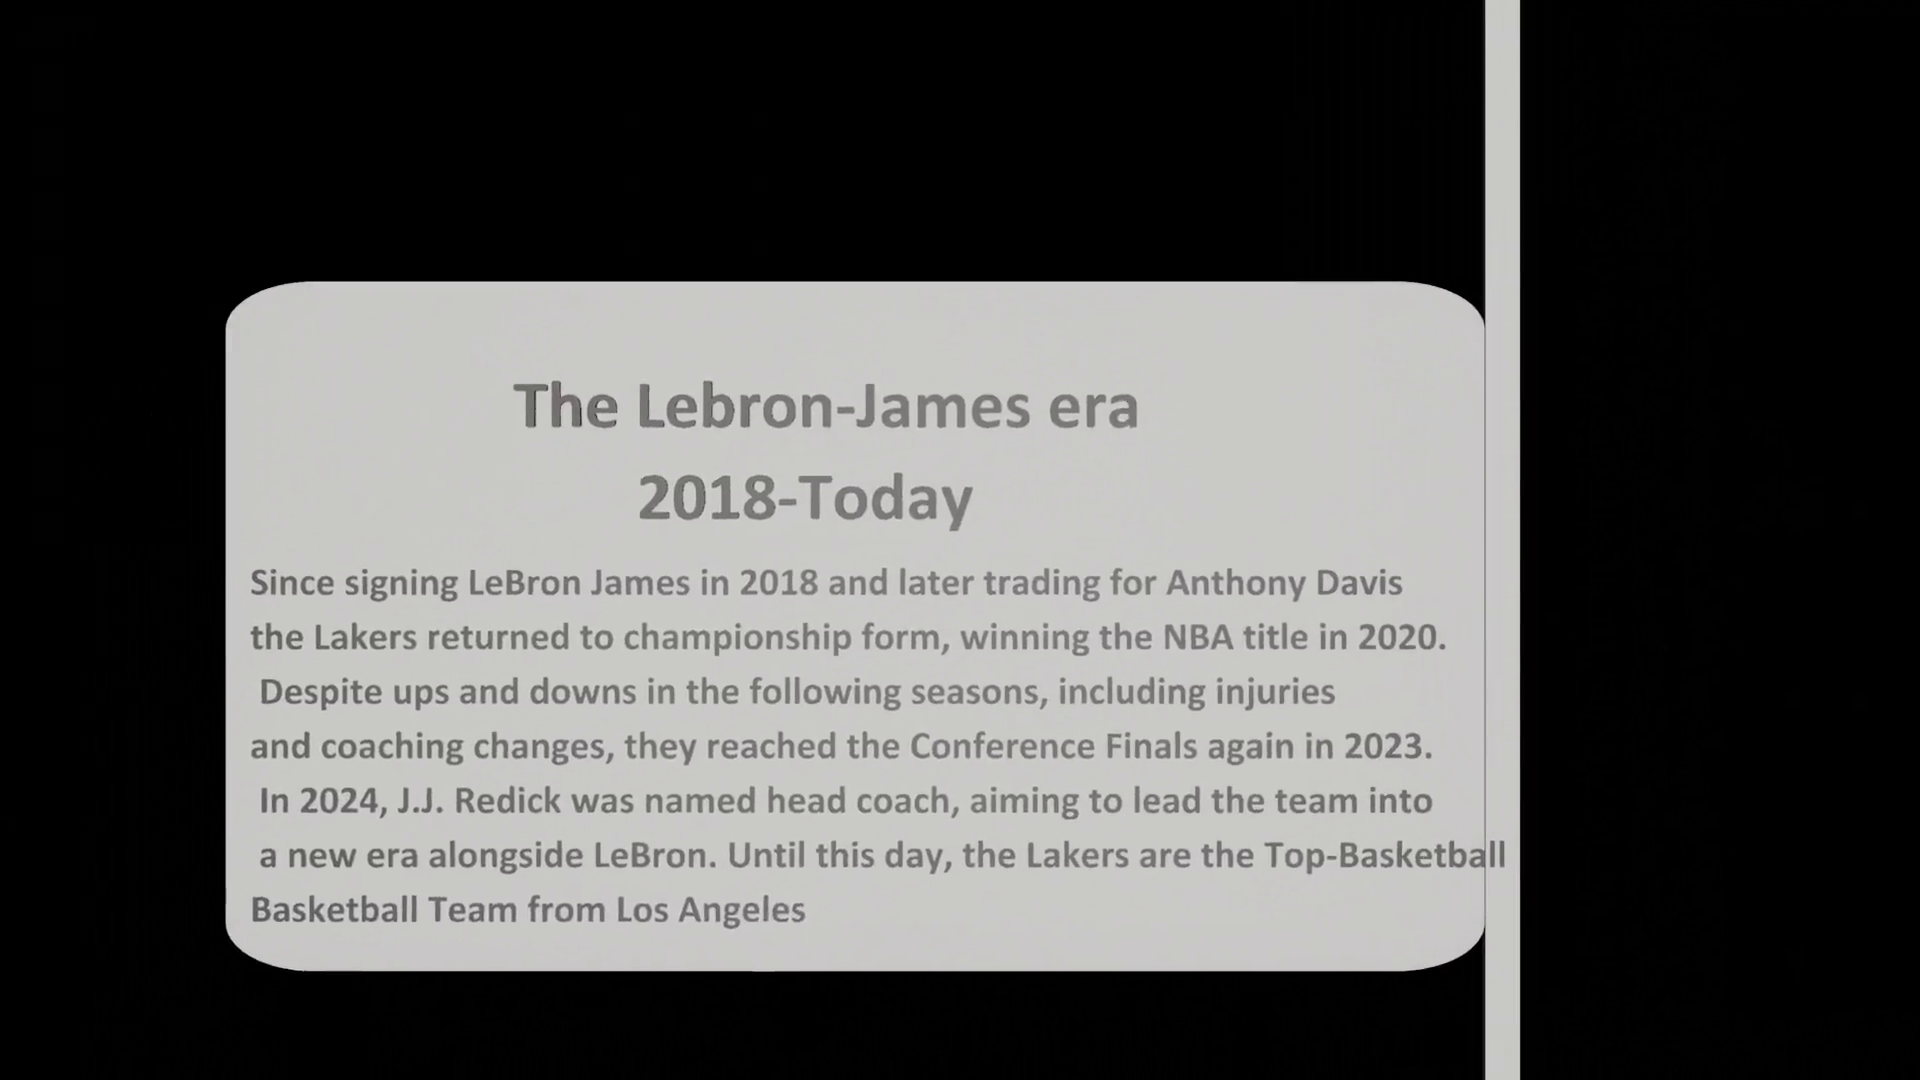 The Lebron-James era
2018-Today
Since signing LeBron James in 2018 and later trading for Anthony Davis
the Lakers returned to championship form, winning the NBA title in 2020.
Despite ups and downs in the following seasons, including injuries
and coaching changes, they reached the Conference Finals again in 2023.
In 2024, J.J. Redick was named head coach, aiming to lead the team into
a new era alongside LeBron. Until this day, the Lakers are the Top-Basketball
Basketball Team from Los Angeles